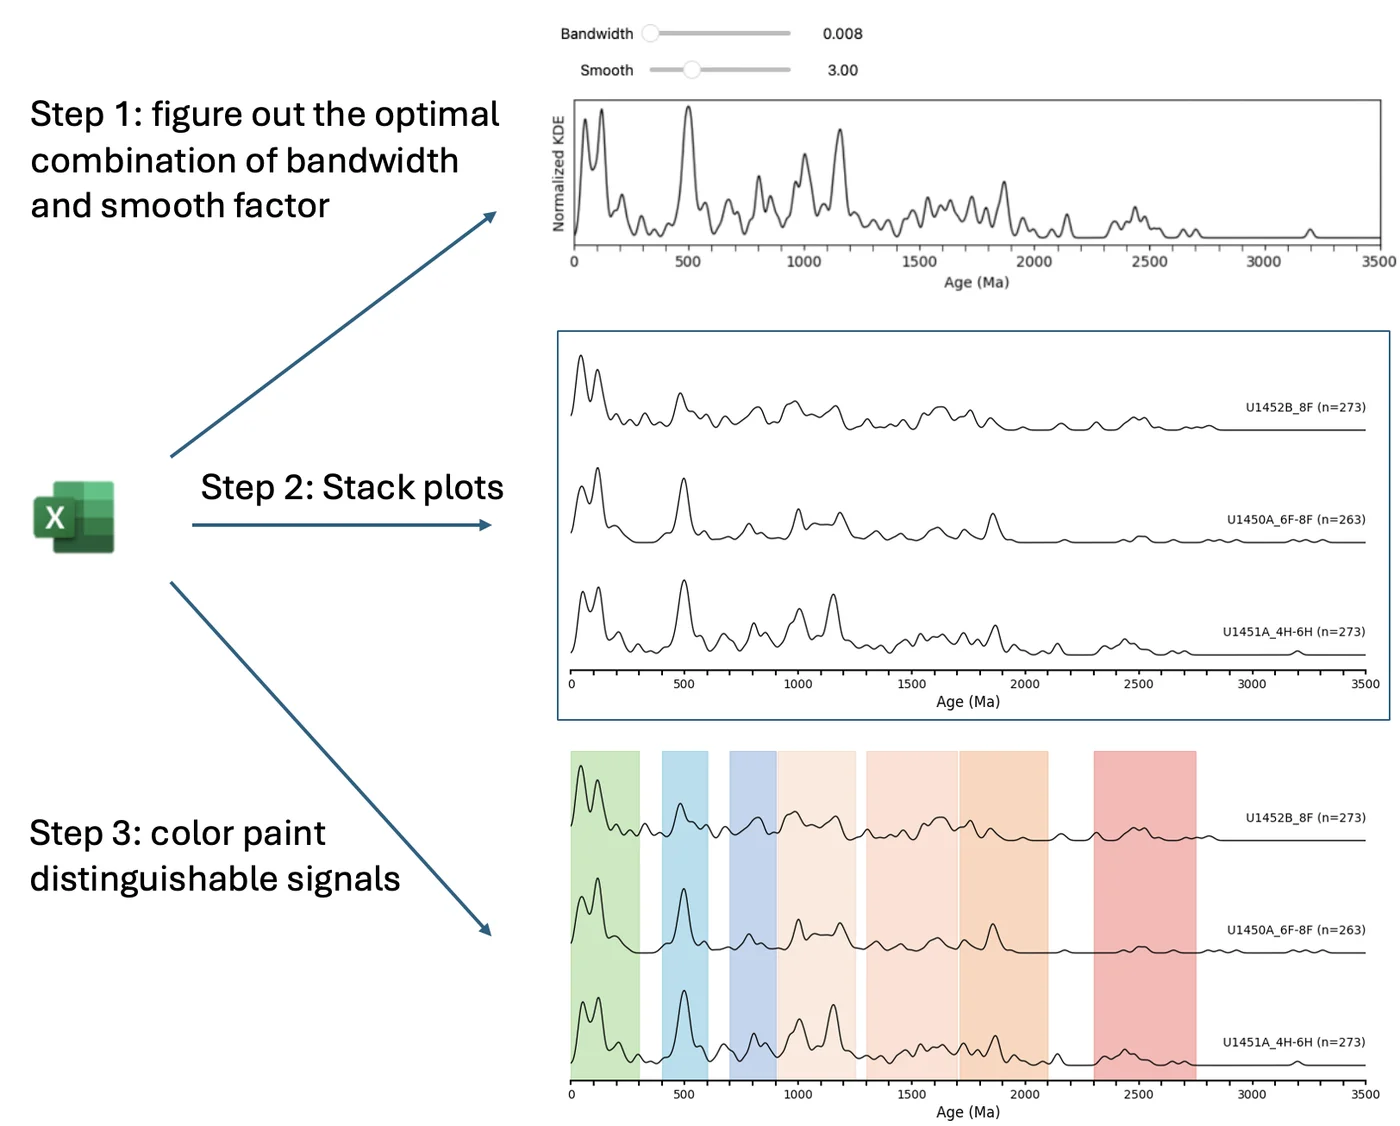 Bandwidth 0.008
Smooth 3.00
Step 1: figure out the optimal
combination of bandwidth
and smooth factor
Normalized KDE
0 500 1000 1500 2000 2500 3000 3500
Age (Ma)
U1452B_8F (n=273)
X
Step 2: Stack plots
U1450A_6F-8F (n=263)
U1451A_4H-6H (n=273)
0 500 1000 1500 2000 2500 3000 3500
Age (Ma)
Step 3: color paint
distinguishable signals
U1452B_8F (n=273)
U1450A_6F-8F (n=263)
U1451A_4H-6H (n=273)
0 500 1000 1500 2000 2500 3000 3500
Age (Ma)